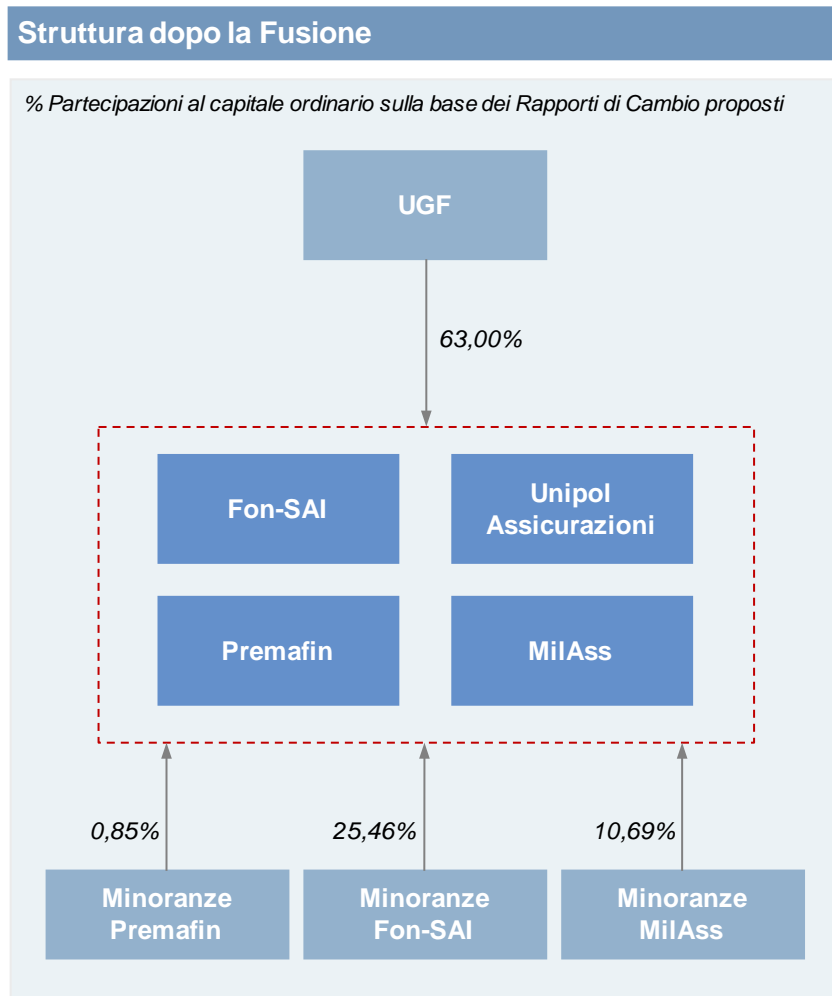 Struttura dopo la Fusione
% Partecipazioni al capitale ordinario sulla base dei Rapporti di Cambio proposti
UGF
63,00%
Fon-SAI
Unipol
Assicurazioni
Premafin
MilAss
0,85%
25,46%
10,69%
Minoranze
Premafin
Minoranze
Fon-SAI
Minoranze
MilAss